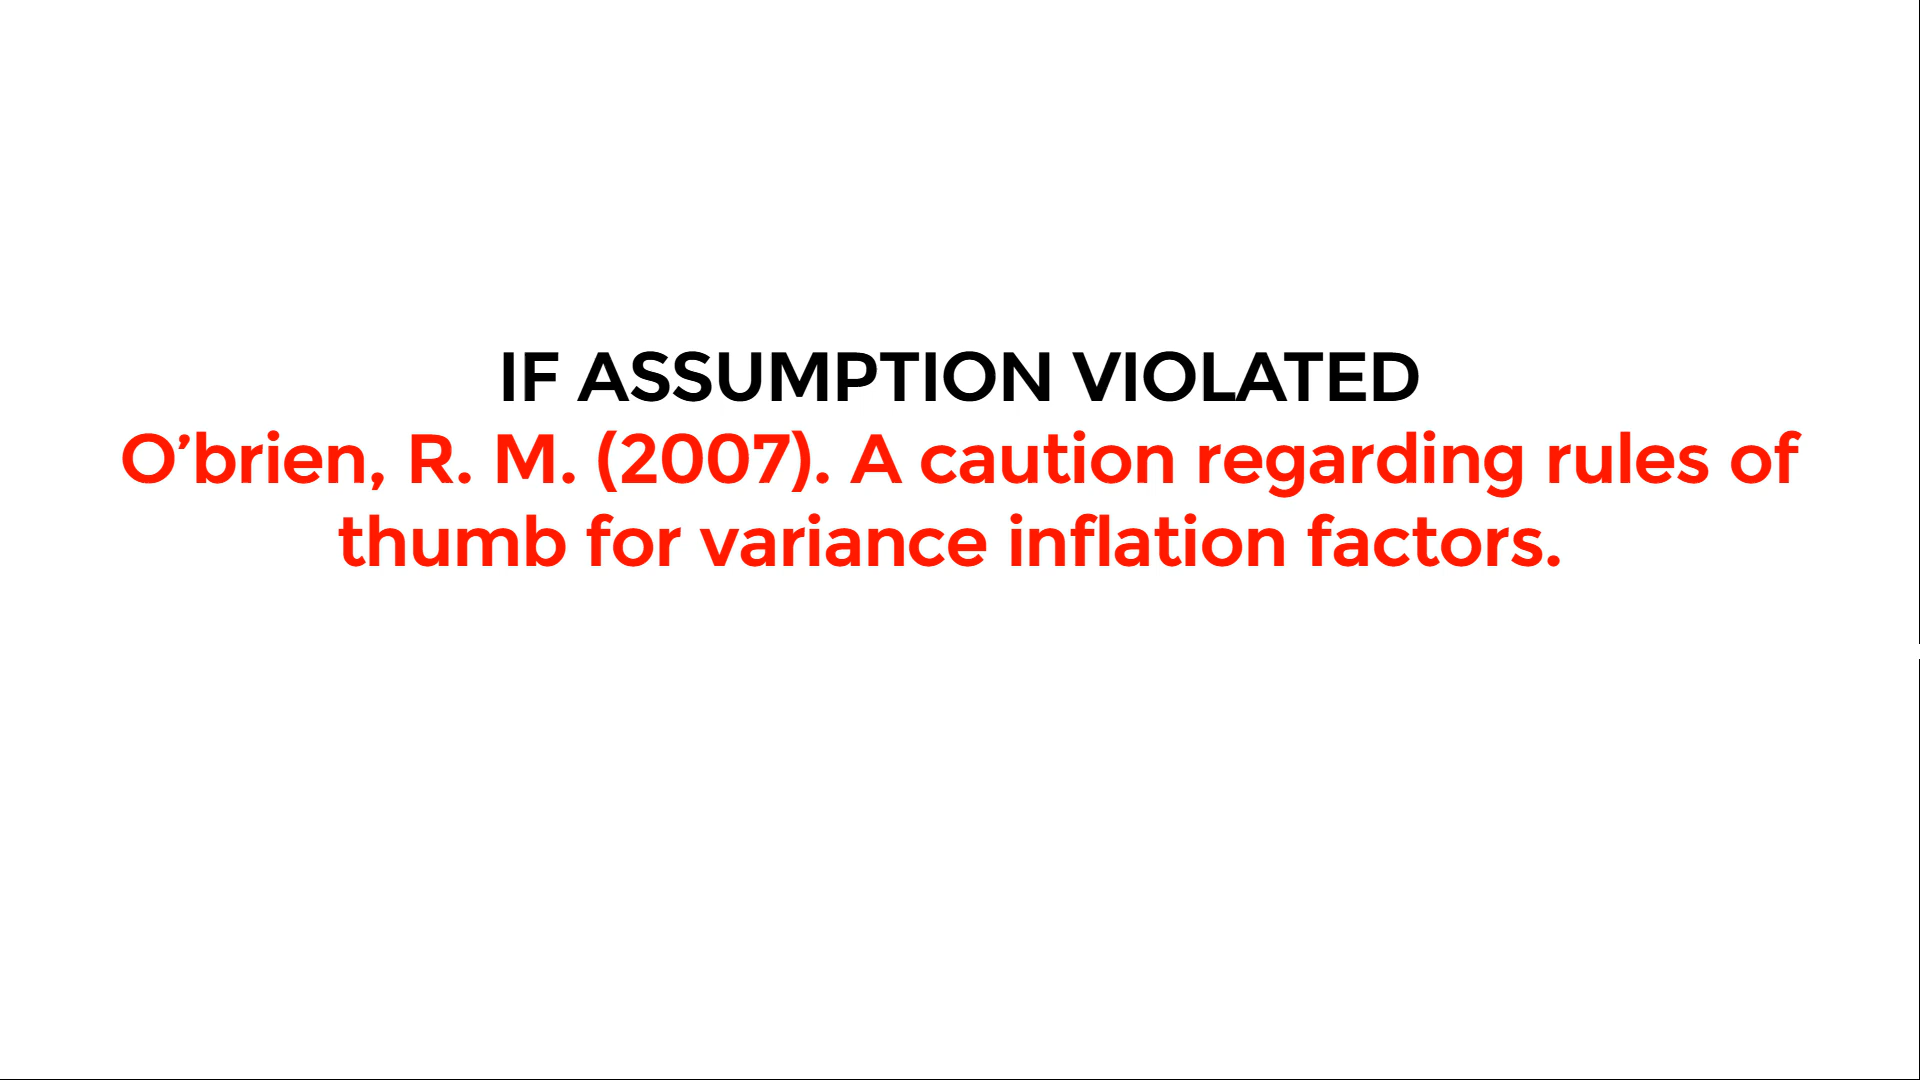 IF ASSUMPTION VIOLATED
O’brien, R. M. (2007). A caution regarding rules of
thumb for variance inflation factors.